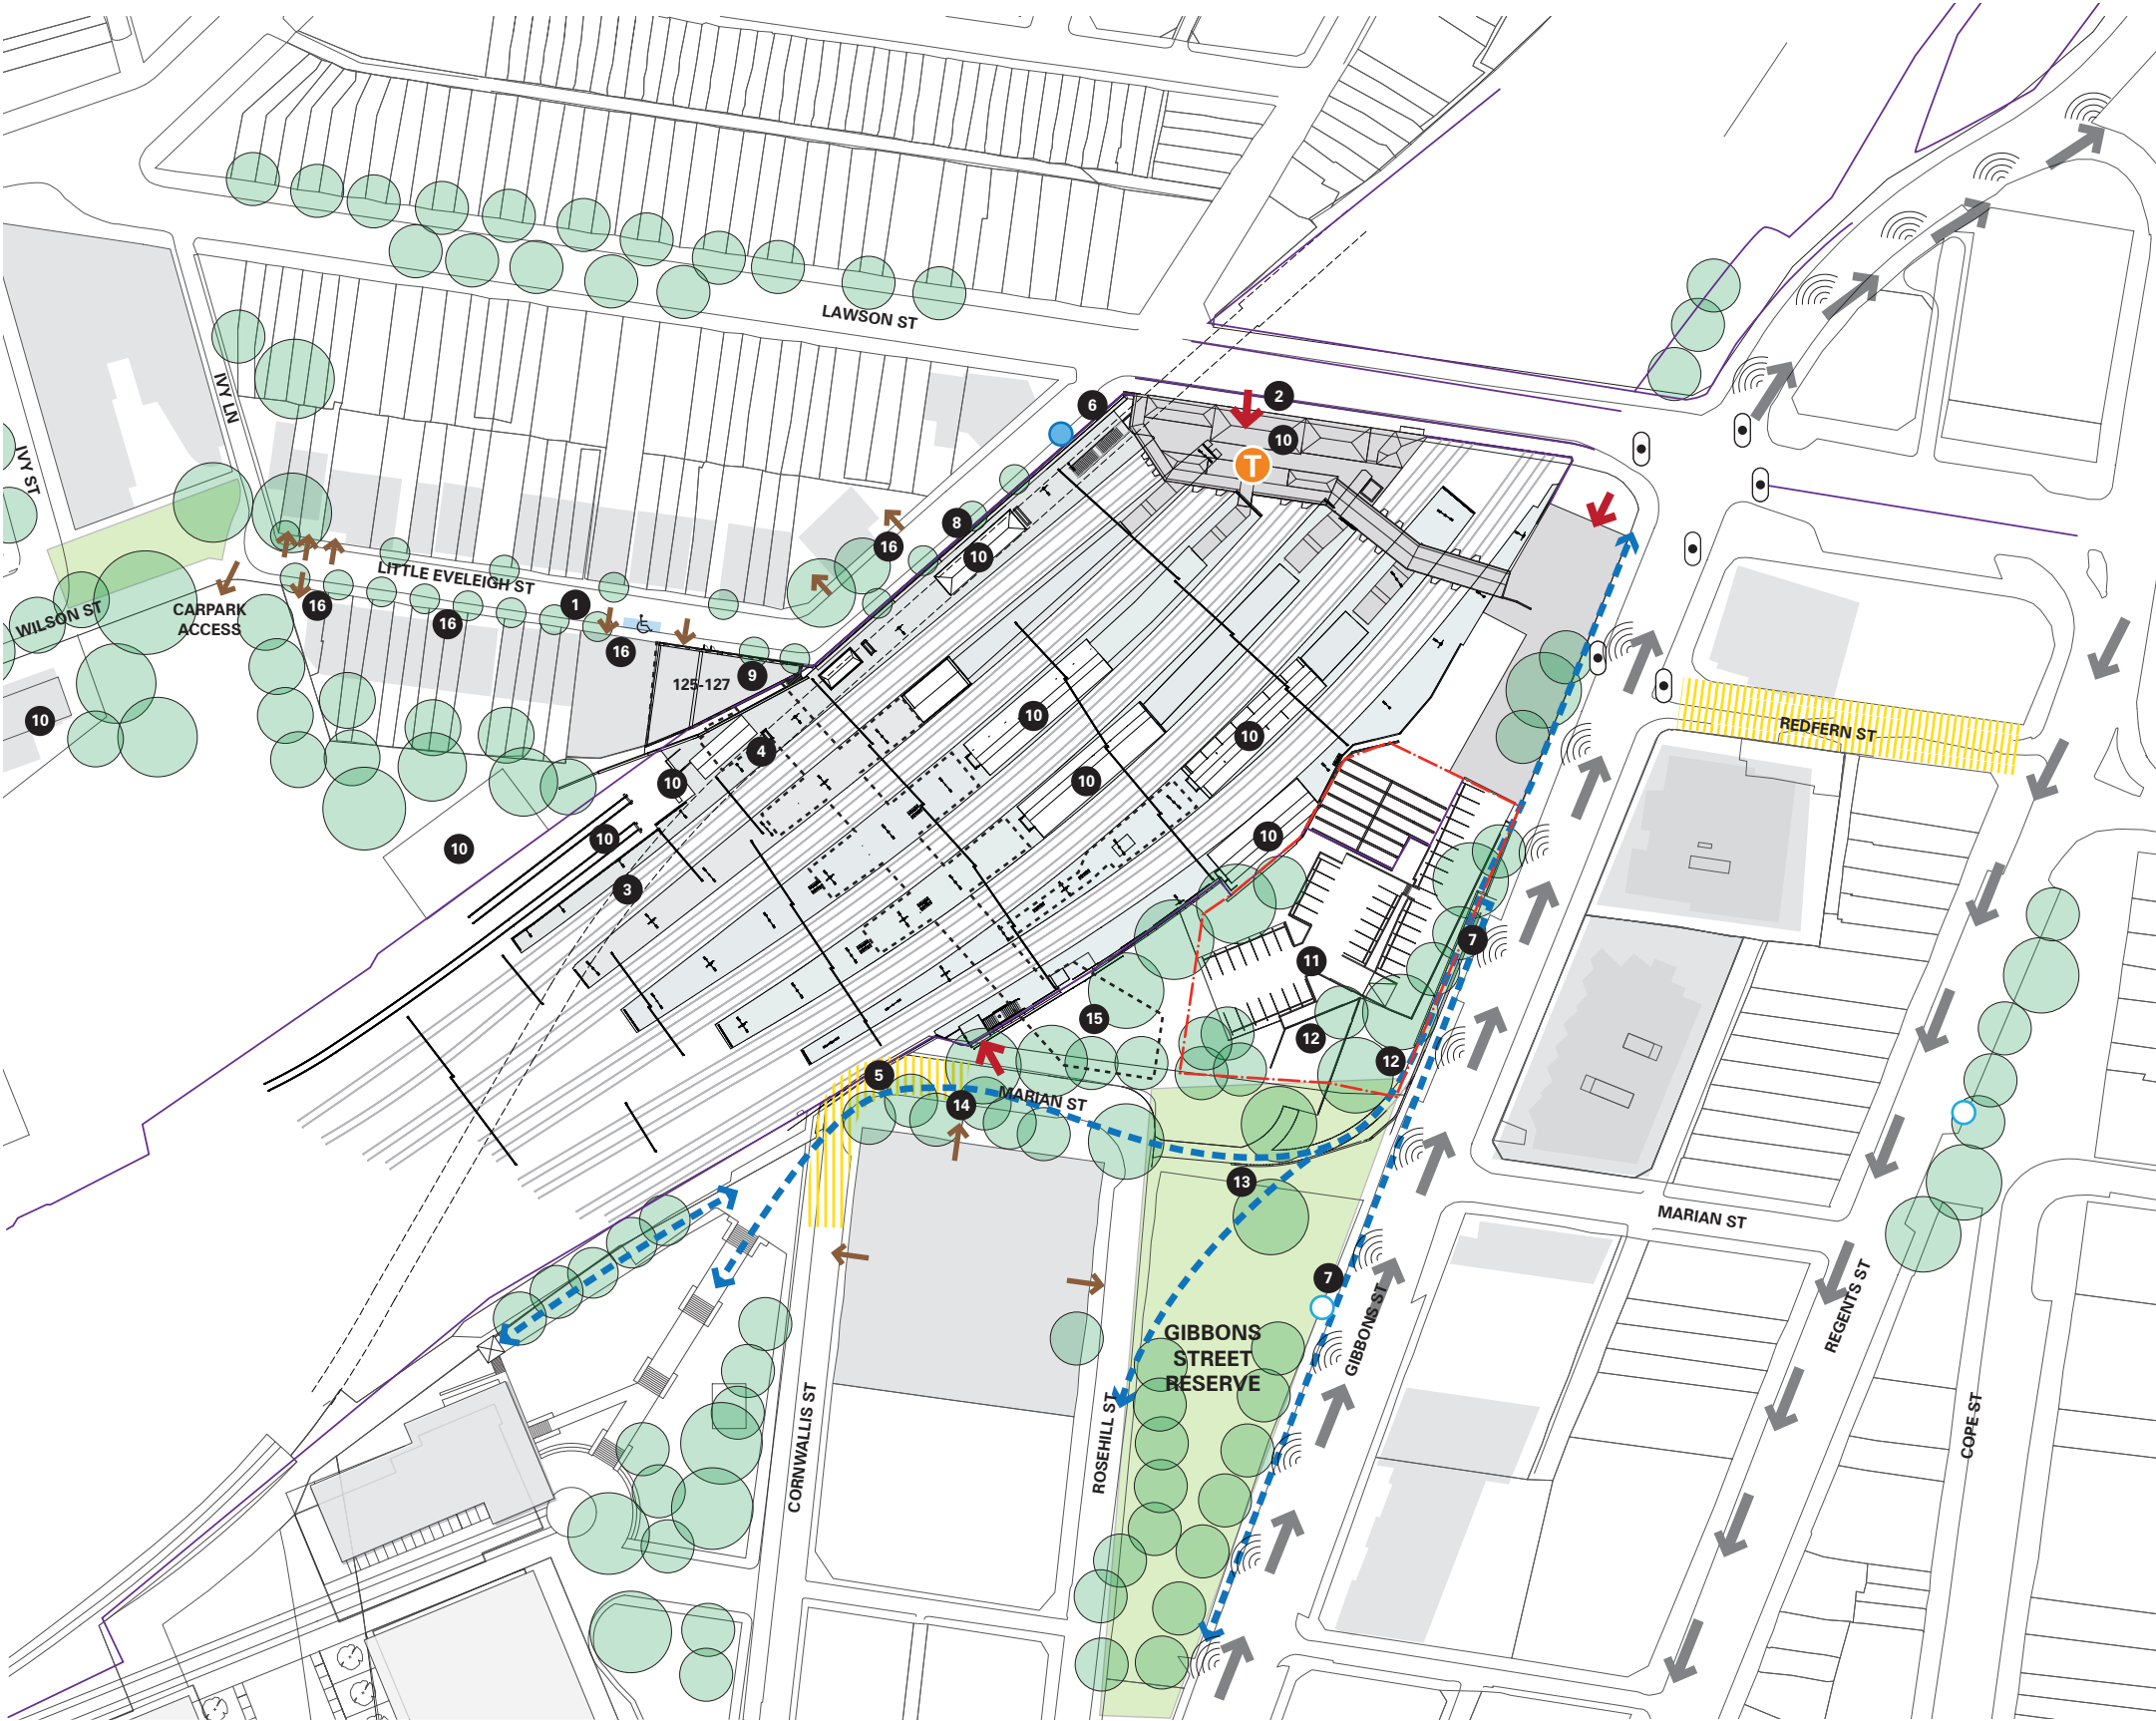 LAWSON ST
IVY LN
IVY ST
6
2
10
T
8
16
10
LITTLE EVELEIGH ST
WILSON ST
CARPARK
ACCESS
16
16
1
16
125-127
9
10
4
10
10
10
10
10
10
10
3
10
REDFERN ST
7
11
12
12
15
5
14
MARIAN ST
13
MARIAN ST
7
GIBBONS
STREET
RESERVE
GIBBONS ST
REGENTS ST
CORNWALLIS ST
ROSEHILL ST
COPE ST